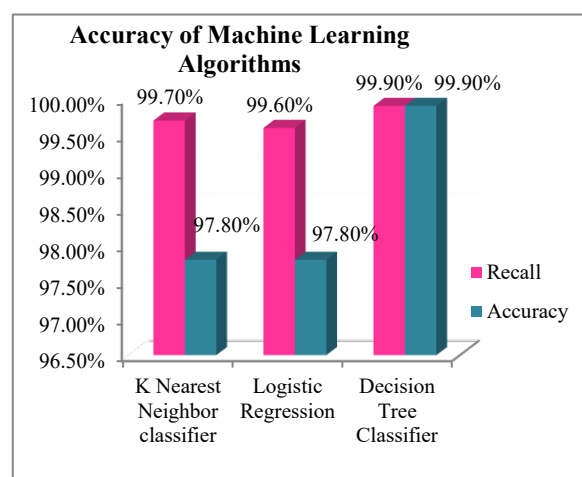 Accuracy of Machine Learning
Algorithms
100.00%
99.50%
99.00%
98.50%
98.00%
97.50%
97.00%
96.50%
99.70%
99.60%
99.90%
99.90%
97.80%
97.80%
Recall
Accuracy
K Nearest
Neighbor
classifier
Logistic
Regression
Decision
Tree
Classifier